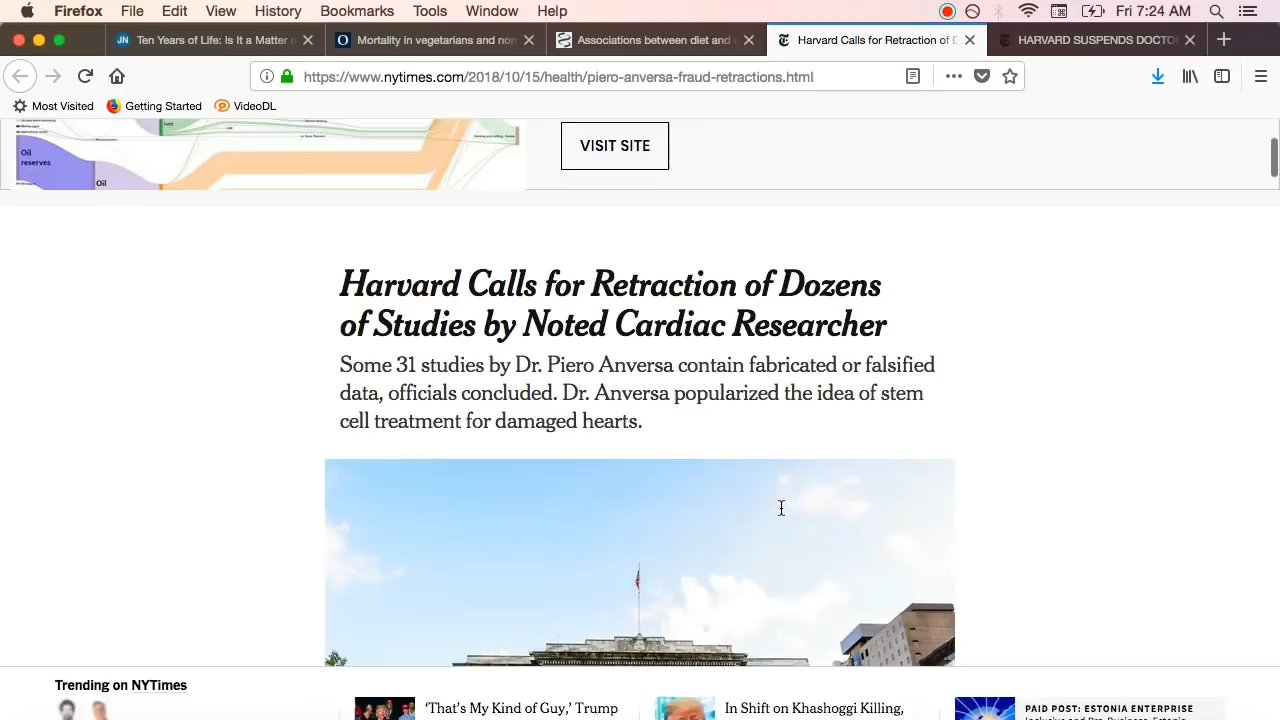 Firefox File Edit View History Bookmarks Tools Window Help Fri 7:24 AM
JN Ten Years of Life: Is It a Matter o
O Mortality in vegetarians and non
Associations between diet and
Harvard Calls for Retraction of D
HARVARD SUSPENDS DOCTO
https://www.nytimes.com/2018/10/15/health/piero-anversa-fraud-retractions.html
Most Visited Getting Started VideoDL
Oil
reserves
Oil
VISIT SITE
Harvard Calls for Retraction of Dozens
of Studies by Noted Cardiac Researcher
Some 31 studies by Dr. Piero Anversa contain fabricated or falsified
data, officials concluded. Dr. Anversa popularized the idea of stem
cell treatment for damaged hearts.
Trending on NYTimes
‘That’s My Kind of Guy,’ Trump
In Shift on Khashoggi Killing,
PAID POST: ESTONIA ENTERPRISE